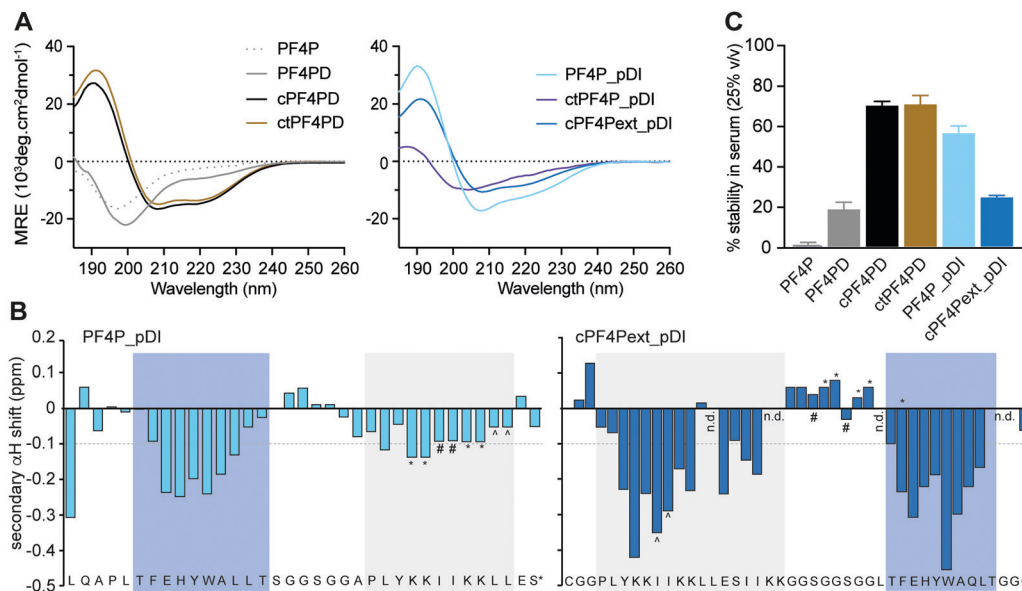 A
MRE (10³deg.cm²dmol⁻¹)
40
20
0
-20
190 200 210 220 230 240 250 260
Wavelength (nm)
PF4P
PF4PD
cPF4PD
ctPF4PD
40
20
0
-20
190 200 210 220 230 240 250 260
Wavelength (nm)
PF4P_pDI
ctPF4P_pDI
cPF4Pext_pDI
C
% stability in serum (25% v/v)
100
80
60
40
20
0
PF4P
PF4PD
cPF4PD
ctPF4PD
PF4P_pDI
cPF4Pext_pDI
B
secondary αH shift (ppm)
0.2
0.1
0
-0.1
-0.2
-0.3
-0.4
-0.5
PF4P_pDI
* * # # * * ^ ^
L Q A P L T F E H Y W A L L T S G G S G G A P L Y K K I I K K L L E S*
cPF4Pext_pDI
^ ^ n.d. n.d. # * * # * * n.d. * n.d.
C G G P L Y K K I I K K L L E S I I K K G G S G G S G G L T F E H Y W A Q L T G G G